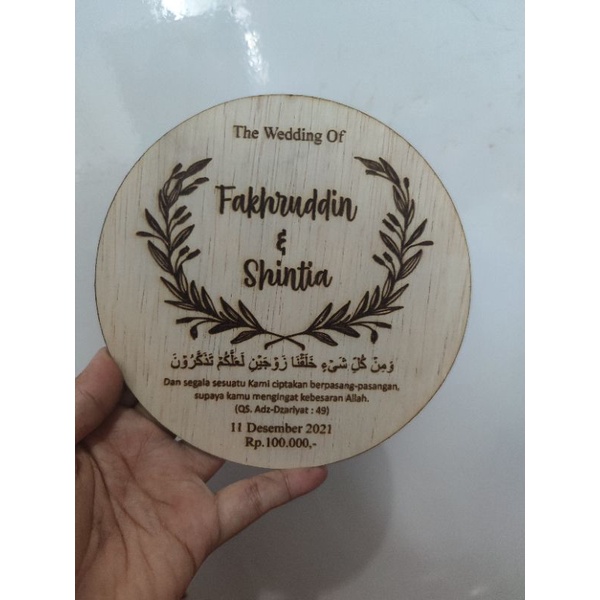 The Wedding Of
Fakhruddin
&
Shintia
وَمِنْ كُلِّ شَيْءٍ خَلَقْنَا زَوْجَيْنِ لَعَلَّكُمْ تَذَكَّرُوْنَ
Dan segala sesuatu Kami ciptakan berpasang-pasangan,
supaya kamu mengingat kebesaran Allah.
(QS. Adz-Dzariyat : 49)
11 Desember 2021
Rp.100.000,-